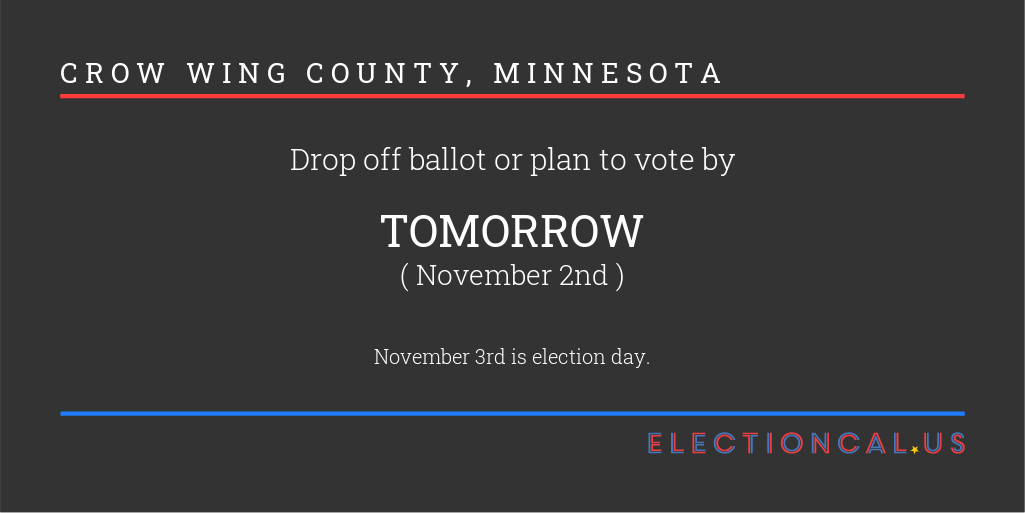 CROW WING COUNTY, MINNESOTA
Drop off ballot or plan to vote by
TOMORROW
( November 2nd )
November 3rd is election day.
ELECTIONCAL.US